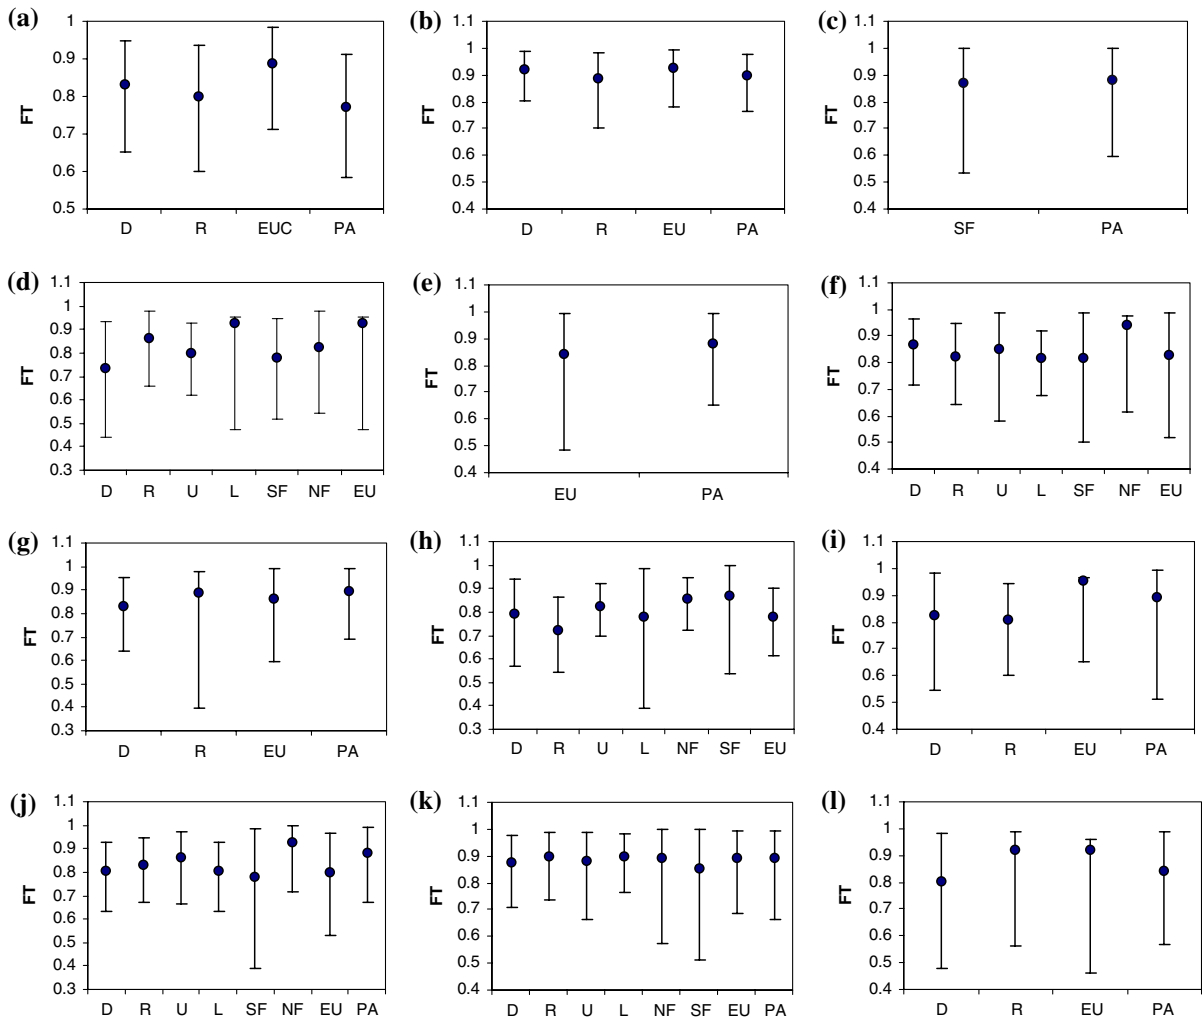 (a)
1
0.9
0.8
0.7
0.6
0.5
FT
D R EUC PA
(b)
1.1
1
0.9
0.8
0.7
0.6
0.5
0.4
FT
D R EU PA
(c)
1.1
1
0.9
0.8
0.7
0.6
0.5
0.4
FT
SF PA
(d)
1.1
1
0.9
0.8
0.7
0.6
0.5
0.4
0.3
FT
D R U L SF NF EU
(e)
1.1
1
0.9
0.8
0.7
0.6
0.5
0.4
FT
EU PA
(f)
1.1
1
0.9
0.8
0.7
0.6
0.5
0.4
FT
D R U L SF NF EU
(g)
1.1
1
0.9
0.8
0.7
0.6
0.5
0.4
0.3
FT
D R EU PA
(h)
1.1
1
0.9
0.8
0.7
0.6
0.5
0.4
0.3
FT
D R U L NF SF EU
(i)
1.1
1
0.9
0.8
0.7
0.6
0.5
0.4
FT
D R EU PA
(j)
1.1
1
0.9
0.8
0.7
0.6
0.5
0.4
0.3
FT
D R U L SF NF EU PA
(k)
1.1
1
0.9
0.8
0.7
0.6
0.5
0.4
FT
D R U L NF SF EU PA
(l)
1.1
1
0.9
0.8
0.7
0.6
0.5
0.4
FT
D R EU PA